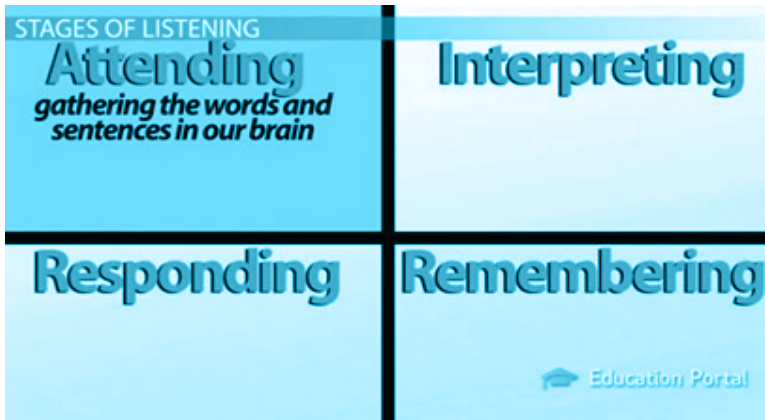 STAGES OF LISTENING
Attending
gathering the words and
sentences in our brain
Interpreting
Responding
Remembering
Education Portal